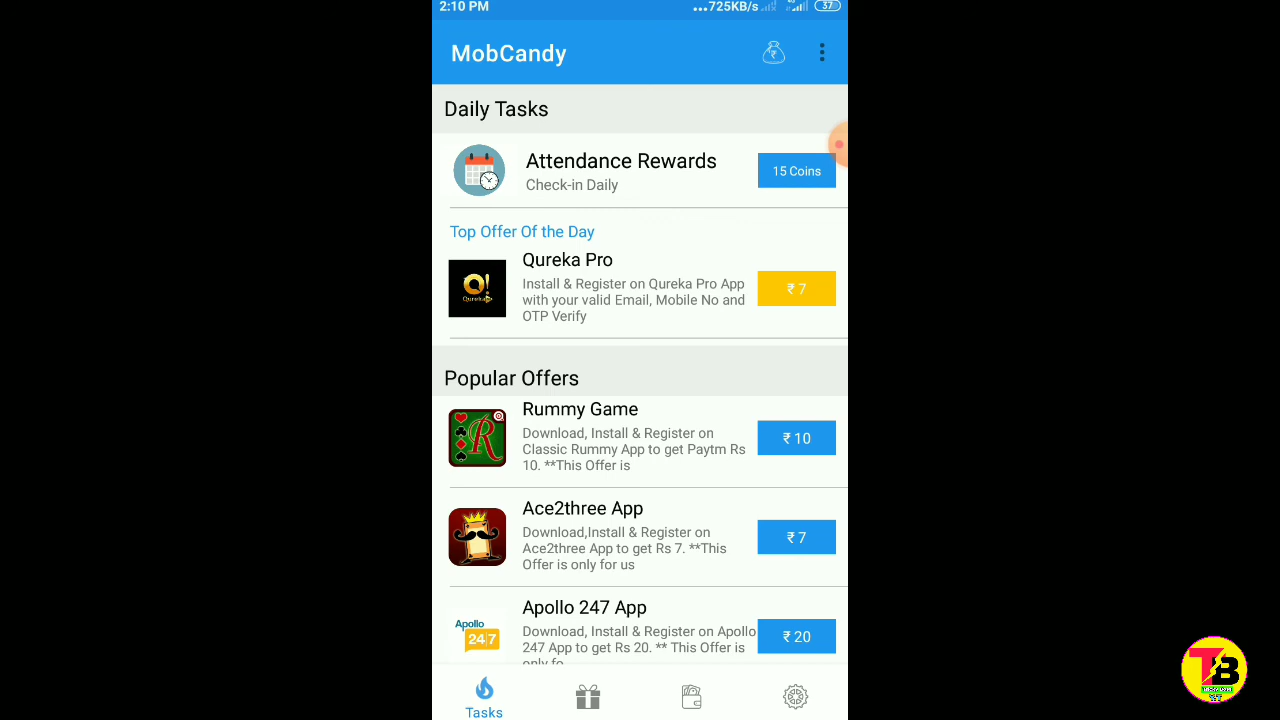 2:10 PM
...725KB/s
37
MobCandy
₹
Daily Tasks
Attendance Rewards
Check-in Daily
15 Coins
Top Offer Of the Day
Qureka Pro
Install & Register on Qureka Pro App
with your valid Email, Mobile No and
OTP Verify
₹ 7
Q!
Qureka
Popular Offers
Rummy Game
Download, Install & Register on
Classic Rummy App to get Paytm Rs
10. **This Offer is
₹ 10
R
Ace2three App
Download,Install & Register on
Ace2three App to get Rs 7. **This
Offer is only for us
₹ 7
Apollo 247 App
Download, Install & Register on Apollo
247 App to get Rs 20. ** This Offer is
only fo
₹ 20
Apollo
24|7
Tasks
TB